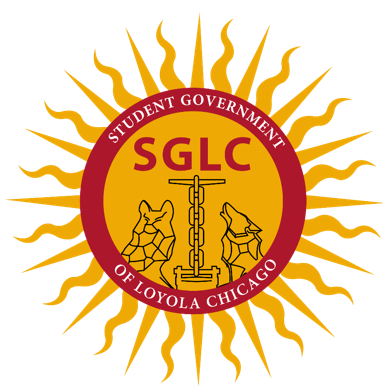 STUDENT GOVERNMENT
SGLC
OF LOYOLA CHICAGO